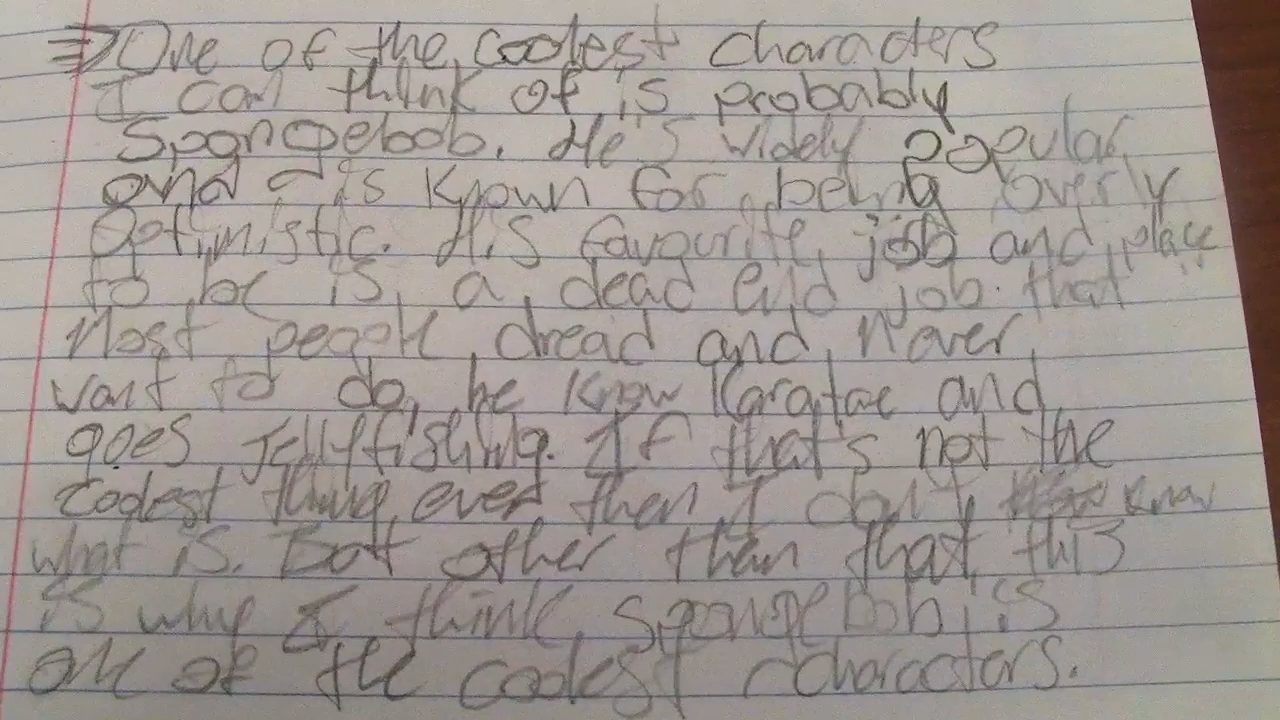 One of the coolest characters
I can think of is probably
Spongebob. He's widely popular
and is known for being overly
Optimistic. His favourite job and place
to be is a dead end job that
Most people dread and never
want to do, he know Karatae and
goes Jellyfishing. If that's not the
coolest thing ever then I don't know
what is. But other than that this
is why I think Spongebob is
one of the coolest characters.